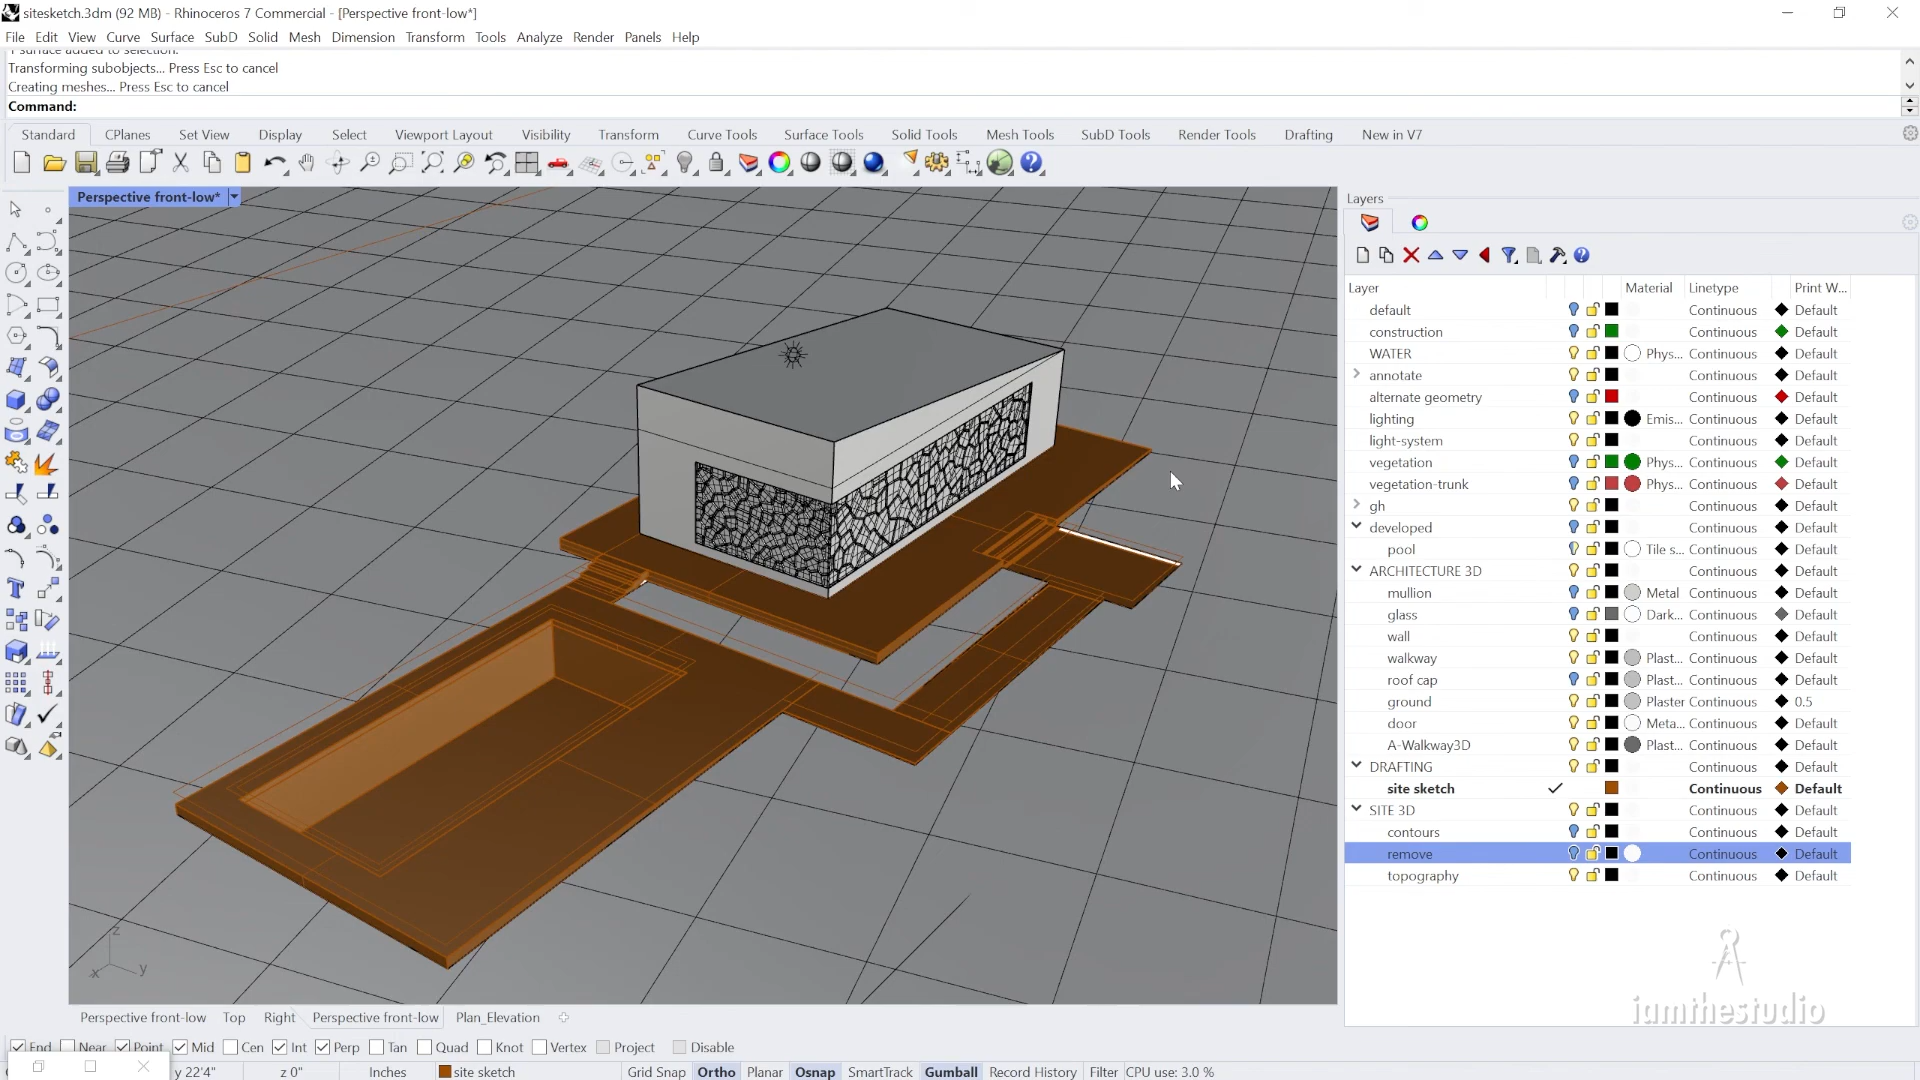 sitesketch.3dm (92 MB) - Rhinoceros 7 Commercial - [Perspective front-low*]
File Edit View Curve Surface SubD Solid Mesh Dimension Transform Tools Analyze Render Panels Help
1 surface added to selection.
Transforming subobjects... Press Esc to cancel
Creating meshes... Press Esc to cancel
Command:
Standard CPlanes Set View Display Select Viewport Layout Visibility Transform Curve Tools Surface Tools Solid Tools Mesh Tools SubD Tools Render Tools Drafting New in V7
Perspective front-low*
Layers
Layer Material Linetype Print W...
default Continuous Default
construction Continuous Default
WATER Phys... Continuous Default
annotate Continuous Default
alternate geometry Continuous Default
lighting Emis... Continuous Default
light-system Continuous Default
vegetation Phys... Continuous Default
vegetation-trunk Phys... Continuous Default
gh Continuous Default
developed Continuous Default
pool Tile s... Continuous Default
ARCHITECTURE 3D Continuous Default
mullion Metal Continuous Default
glass Dark... Continuous Default
wall Continuous Default
walkway Plast... Continuous Default
roof cap Plast... Continuous Default
ground Plaster Continuous 0.5
door Meta... Continuous Default
A-Walkway3D Plast... Continuous Default
DRAFTING Continuous Default
site sketch Continuous Default
SITE 3D Continuous Default
contours Continuous Default
remove Continuous Default
topography Continuous Default
z
x y
iamthestudio
Perspective front-low Top Right Perspective front-low Plan_Elevation
End Near Point Mid Cen Int Perp Tan Quad Knot Vertex Project Disable
y 22'4" z 0" Inches site sketch Grid Snap Ortho Planar Osnap SmartTrack Gumball Record History Filter CPU use: 3.0 %